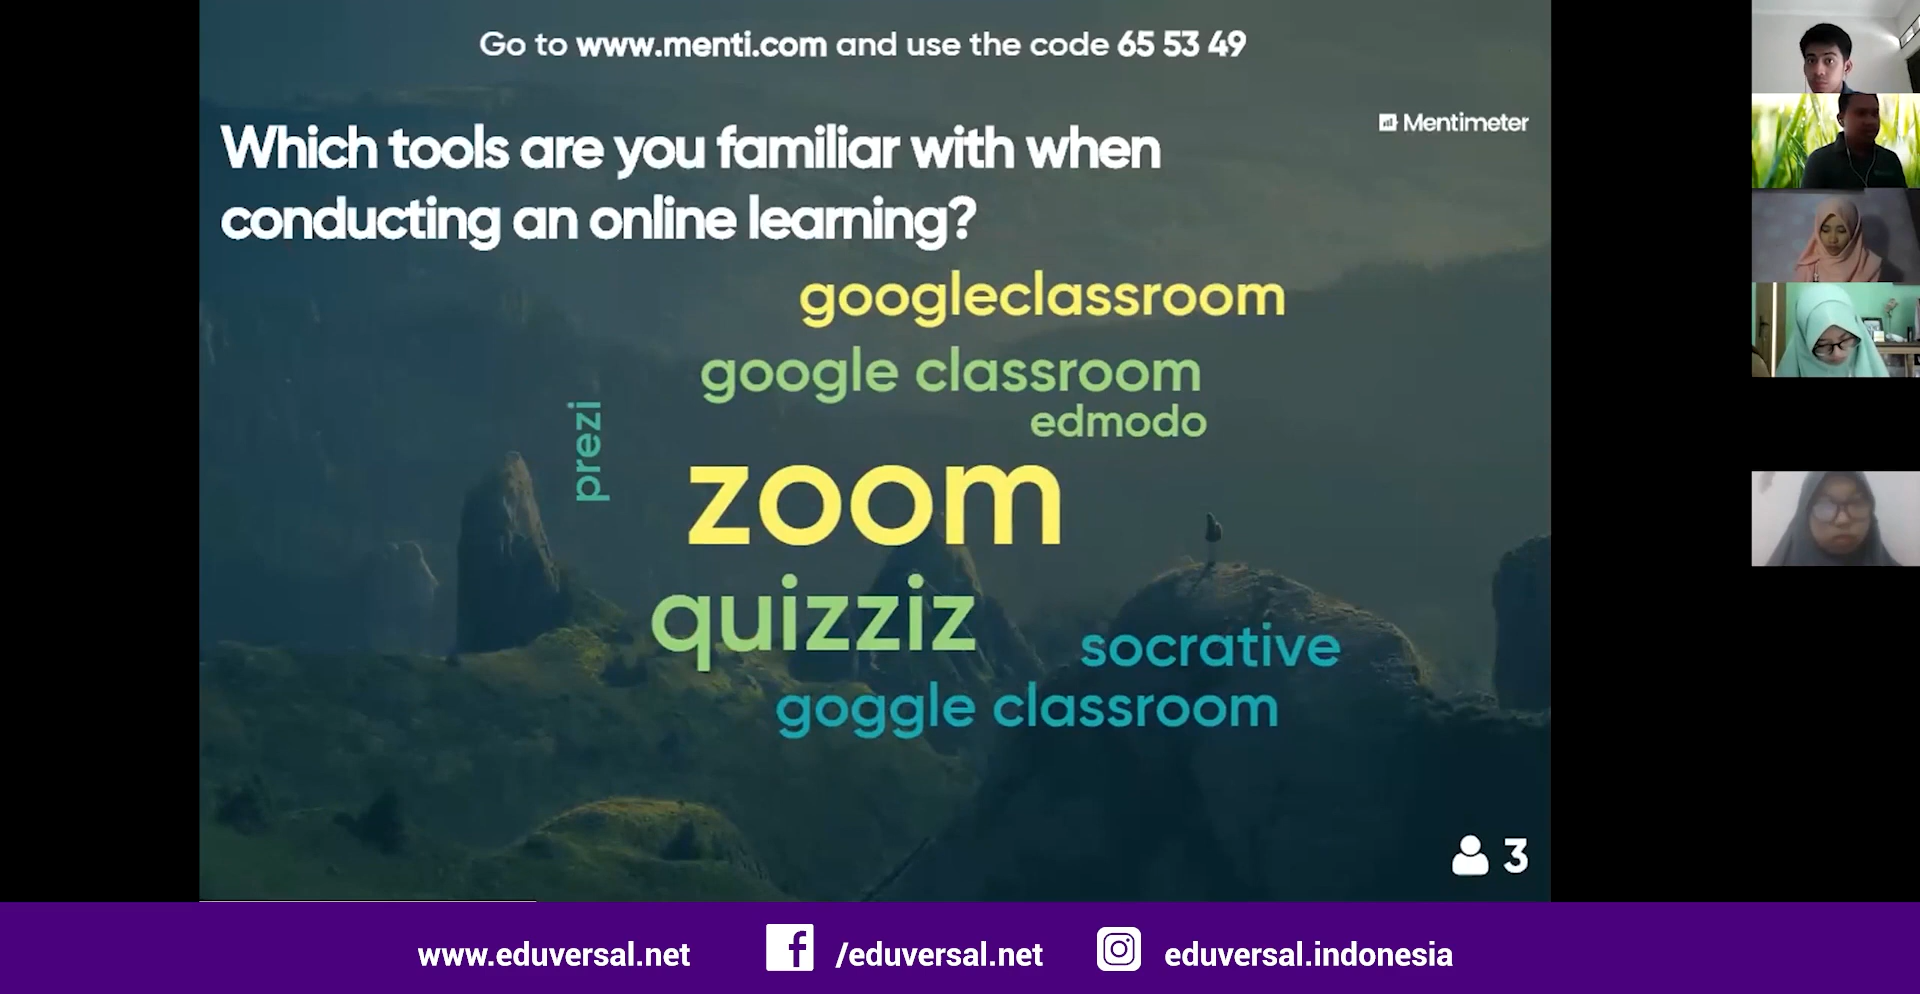 Go to www.menti.com and use the code 65 53 49
Mentimeter
Which tools are you familiar with when
conducting an online learning?
googleclassroom
google classroom
edmodo
prezi
zoom
quizziz
socrative
goggle classroom
3
www.eduversal.net
/eduversal.net
eduversal.indonesia